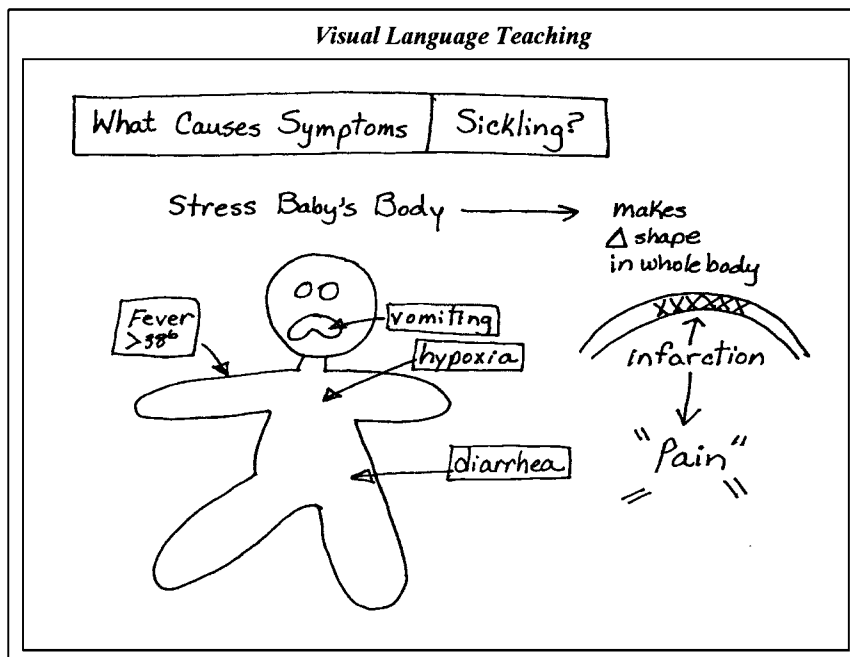 Visual Language Teaching
What Causes Symptoms Sickling?
Stress Baby's Body
makes
Δ shape
in whole body
Fever
>38⁶
vomiting
hypoxia
infarction
diarrhea
"Pain"